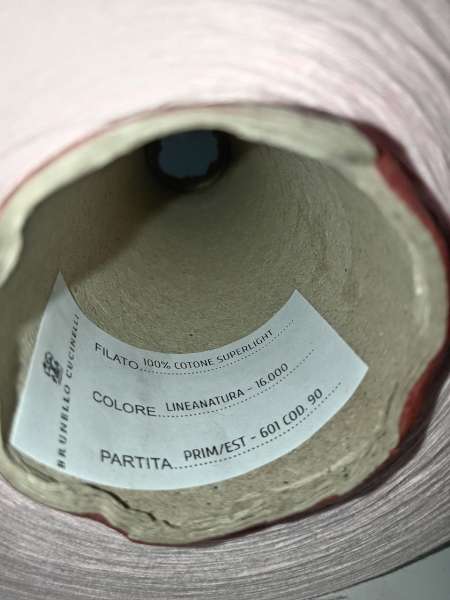 BRUNELLO CUCINELLI
FILATO 100% COTONE SUPERLIGHT
COLORE LINEANATURA - 16.000
PARTITA PRIM/EST - 601 COD. 90